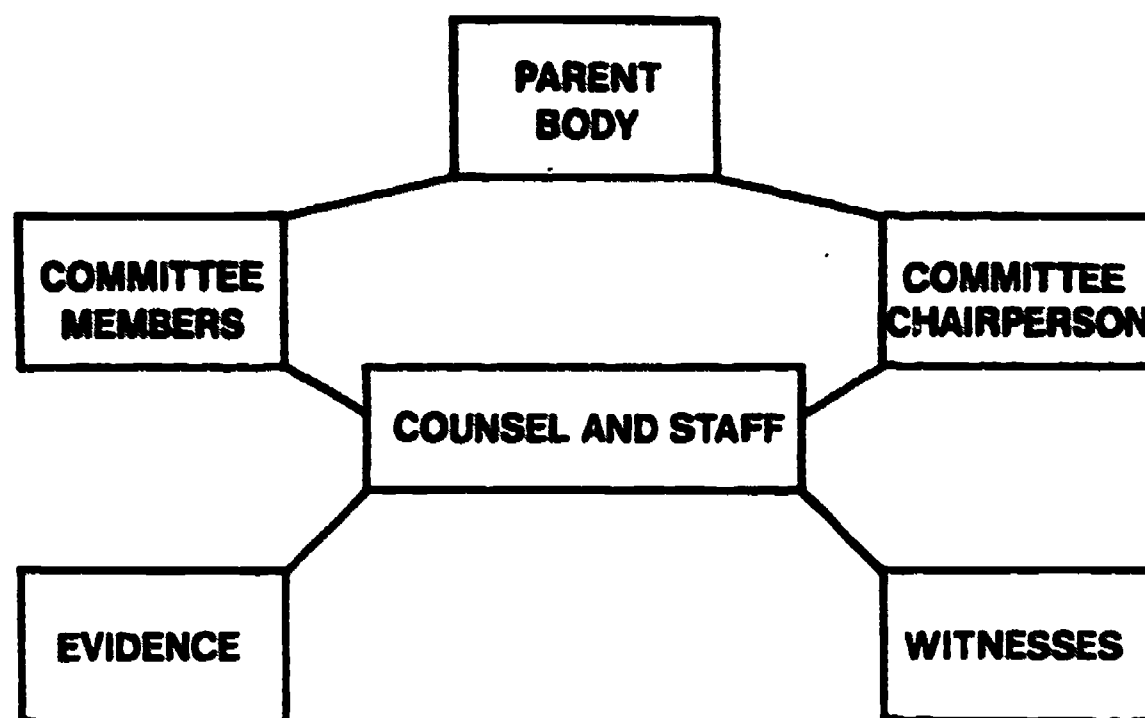 PARENT
BODY
COMMITTEE
MEMBERS
COMMITTEE
CHAIRPERSON
COUNSEL AND STAFF
EVIDENCE
WITNESSES